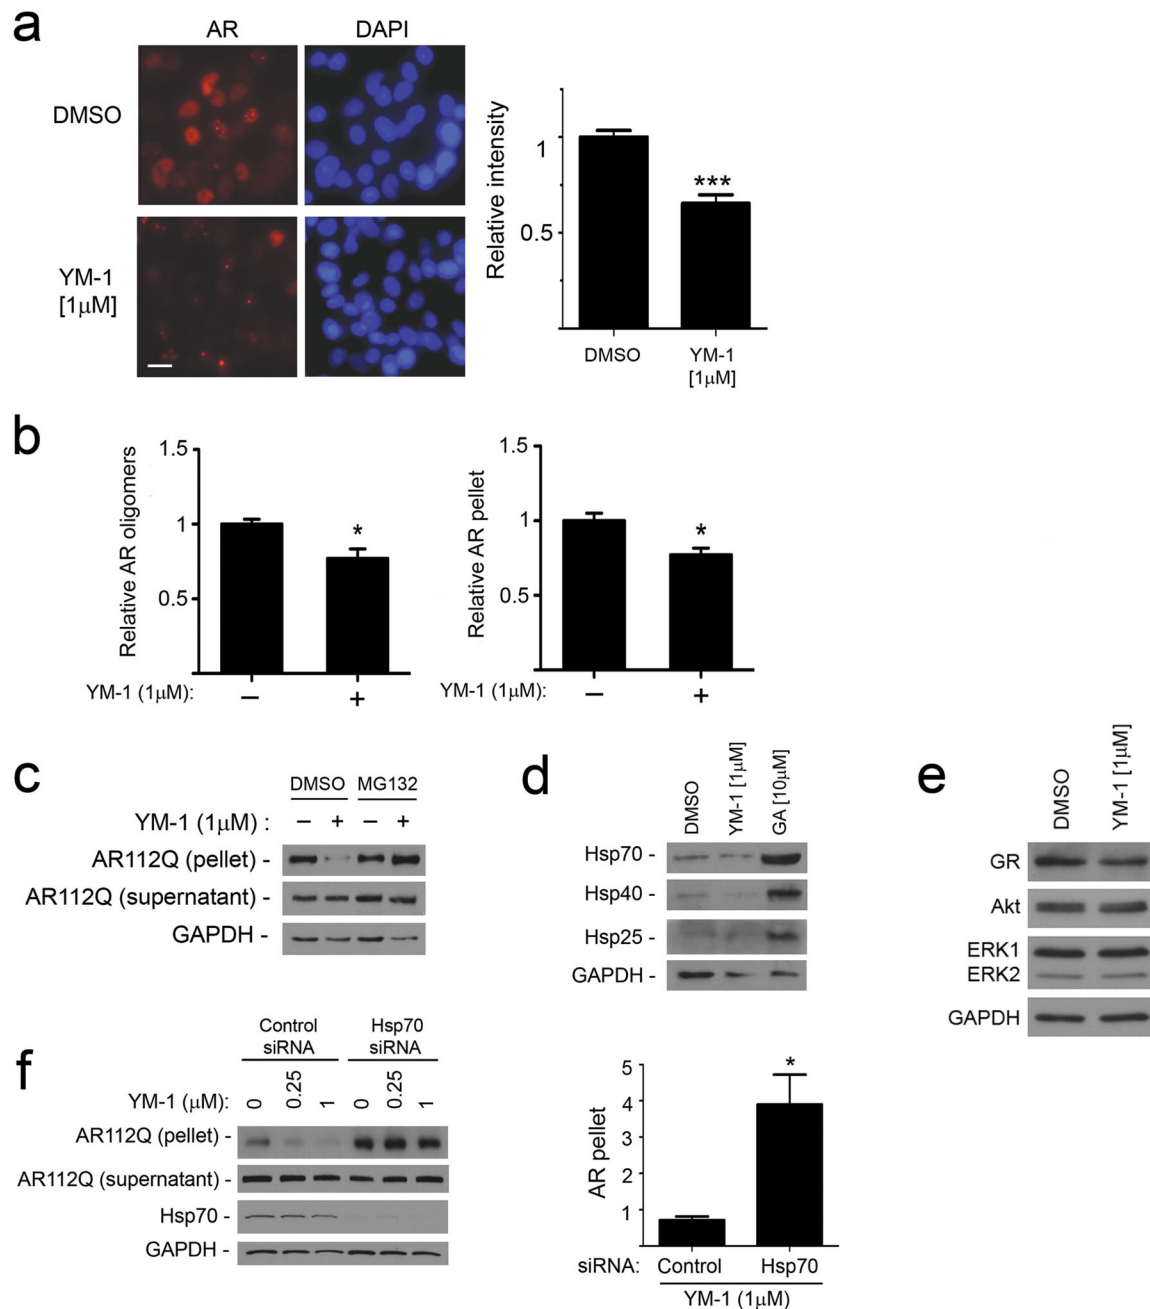 a
AR
DAPI
DMSO
YM-1
[1μM]
Relative intensity
1
0.5
***
DMSO
YM-1
[1μM]
b
Relative AR oligomers
1.5
1
0.5
*
YM-1 (1μM):
–
+
Relative AR pellet
1.5
1
0.5
*
YM-1 (1μM):
–
+
c
DMSO MG132
YM-1 (1μM) : – + – +
AR112Q (pellet) -
AR112Q (supernatant) -
GAPDH -
d
DMSO
YM-1 [1μM]
GA [10μM]
Hsp70 -
Hsp40 -
Hsp25 -
GAPDH -
e
DMSO
YM-1 [1μM]
GR
Akt
ERK1
ERK2
GAPDH
f
Control
siRNA
Hsp70
siRNA
YM-1 (μM): 0 0.25 1 0 0.25 1
AR112Q (pellet) -
AR112Q (supernatant) -
Hsp70 -
GAPDH -
AR pellet
5
4
3
2
1
*
siRNA: Control Hsp70
YM-1 (1μM)